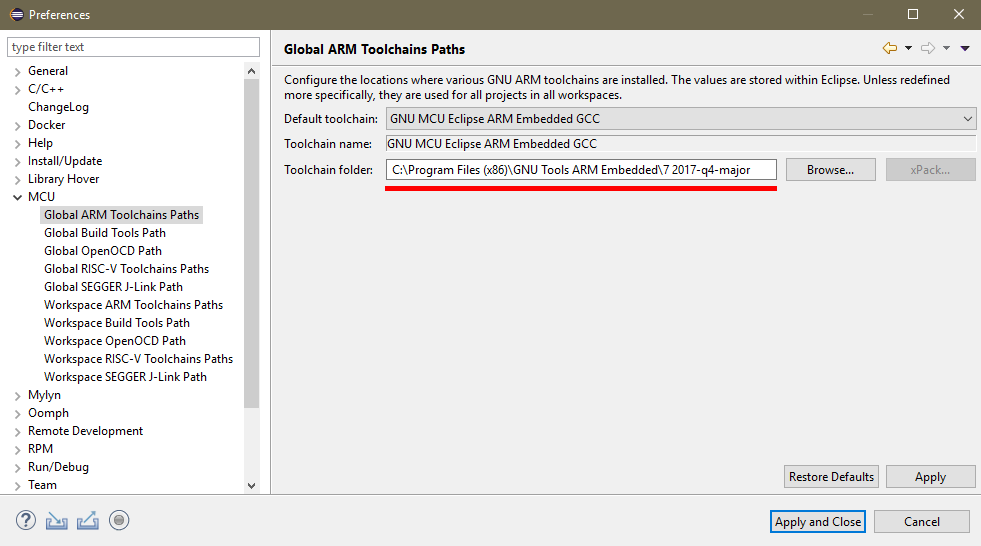 Preferences
type filter text
General
C/C++
ChangeLog
Docker
Help
Install/Update
Library Hover
MCU
Global ARM Toolchains Paths
Global Build Tools Path
Global OpenOCD Path
Global RISC-V Toolchains Paths
Global SEGGER J-Link Path
Workspace ARM Toolchains Paths
Workspace Build Tools Path
Workspace OpenOCD Path
Workspace RISC-V Toolchains Paths
Workspace SEGGER J-Link Path
Mylyn
Oomph
Remote Development
RPM
Run/Debug
Team
Global ARM Toolchains Paths
Configure the locations where various GNU ARM toolchains are installed. The values are stored within Eclipse. Unless redefined
more specifically, they are used for all projects in all workspaces.
Default toolchain: GNU MCU Eclipse ARM Embedded GCC
Toolchain name: GNU MCU Eclipse ARM Embedded GCC
Toolchain folder: C:\Program Files (x86)\GNU Tools ARM Embedded\7 2017-q4-major Browse... xPack...
Restore Defaults Apply
? Apply and Close Cancel